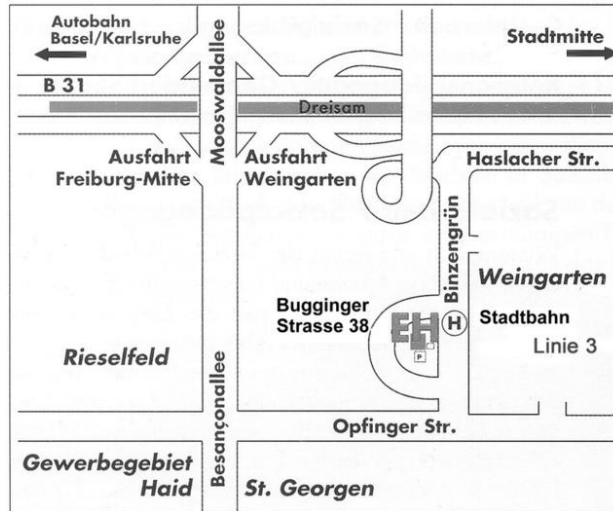 Autobahn
Basel/Karlsruhe
Stadtmitte
B 31
Mooswaldallee
Dreisam
Ausfahrt
Freiburg-Mitte
Ausfahrt
Weingarten
Haslacher Str.
Binzengrün
Weingarten
Bugginger
Strasse 38
EH
H
Stadtbahn
Linie 3
P
Rieselfeld
Besançonallee
Opfinger Str.
Gewerbegebiet
Haid
St. Georgen